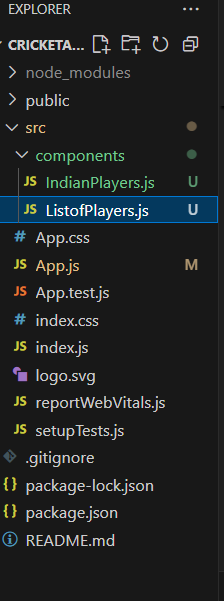 EXPLORER ...
CRICKETA...
> node_modules
> public
src
components
JS IndianPlayers.js U
JS ListofPlayers.js U
# App.css
JS App.js M
JS App.test.js
# index.css
JS index.js
logo.svg
JS reportWebVitals.js
JS setupTests.js
.gitignore
{} package-lock.json
{} package.json
README.md